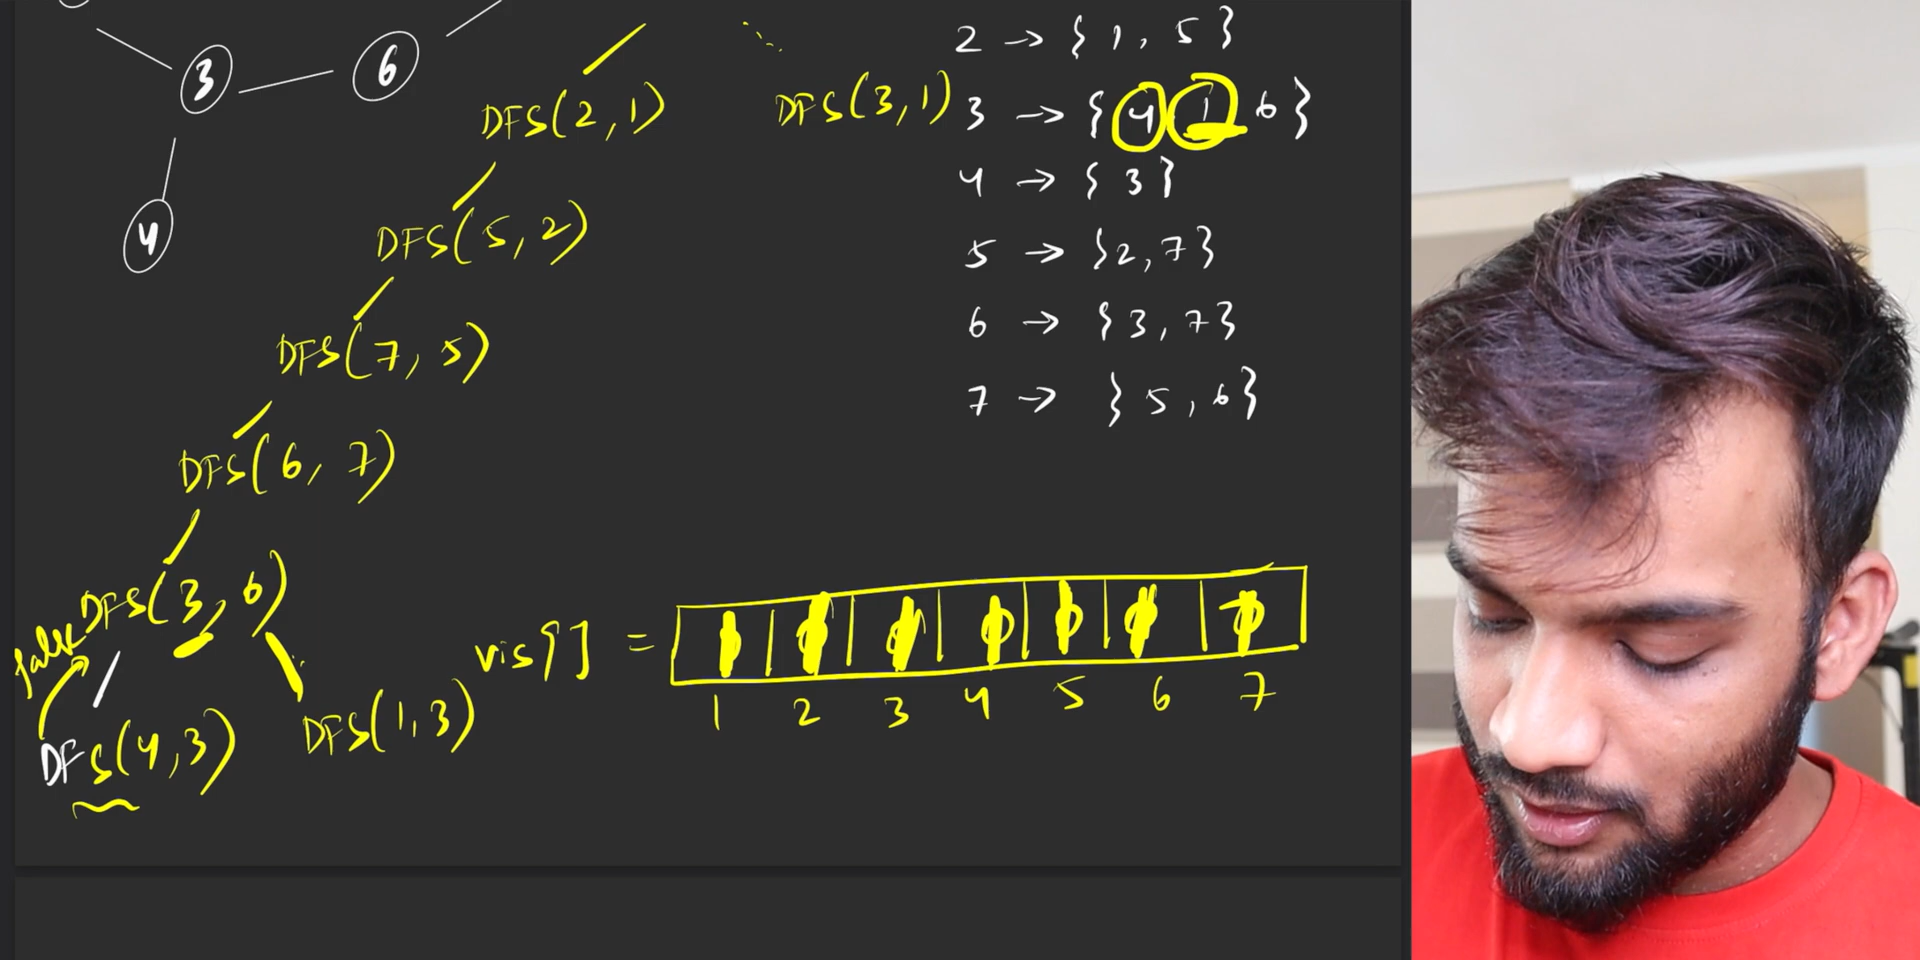 3
6
4
2 → { 1, 5 }
DFS(2, 1)
DFS(3, 1)
3 → { 4 1 6 }
4 → { 3 }
DFS(5, 2)
5 → { 2, 7 }
6 → { 3, 7 }
DFS(7, 5)
7 → { 5, 6 }
DFS(6, 7)
false
DFS(3, 6)
vis[] =
1 2 3 4 5 6 7
DFS(4, 3)
DFS(1, 3)